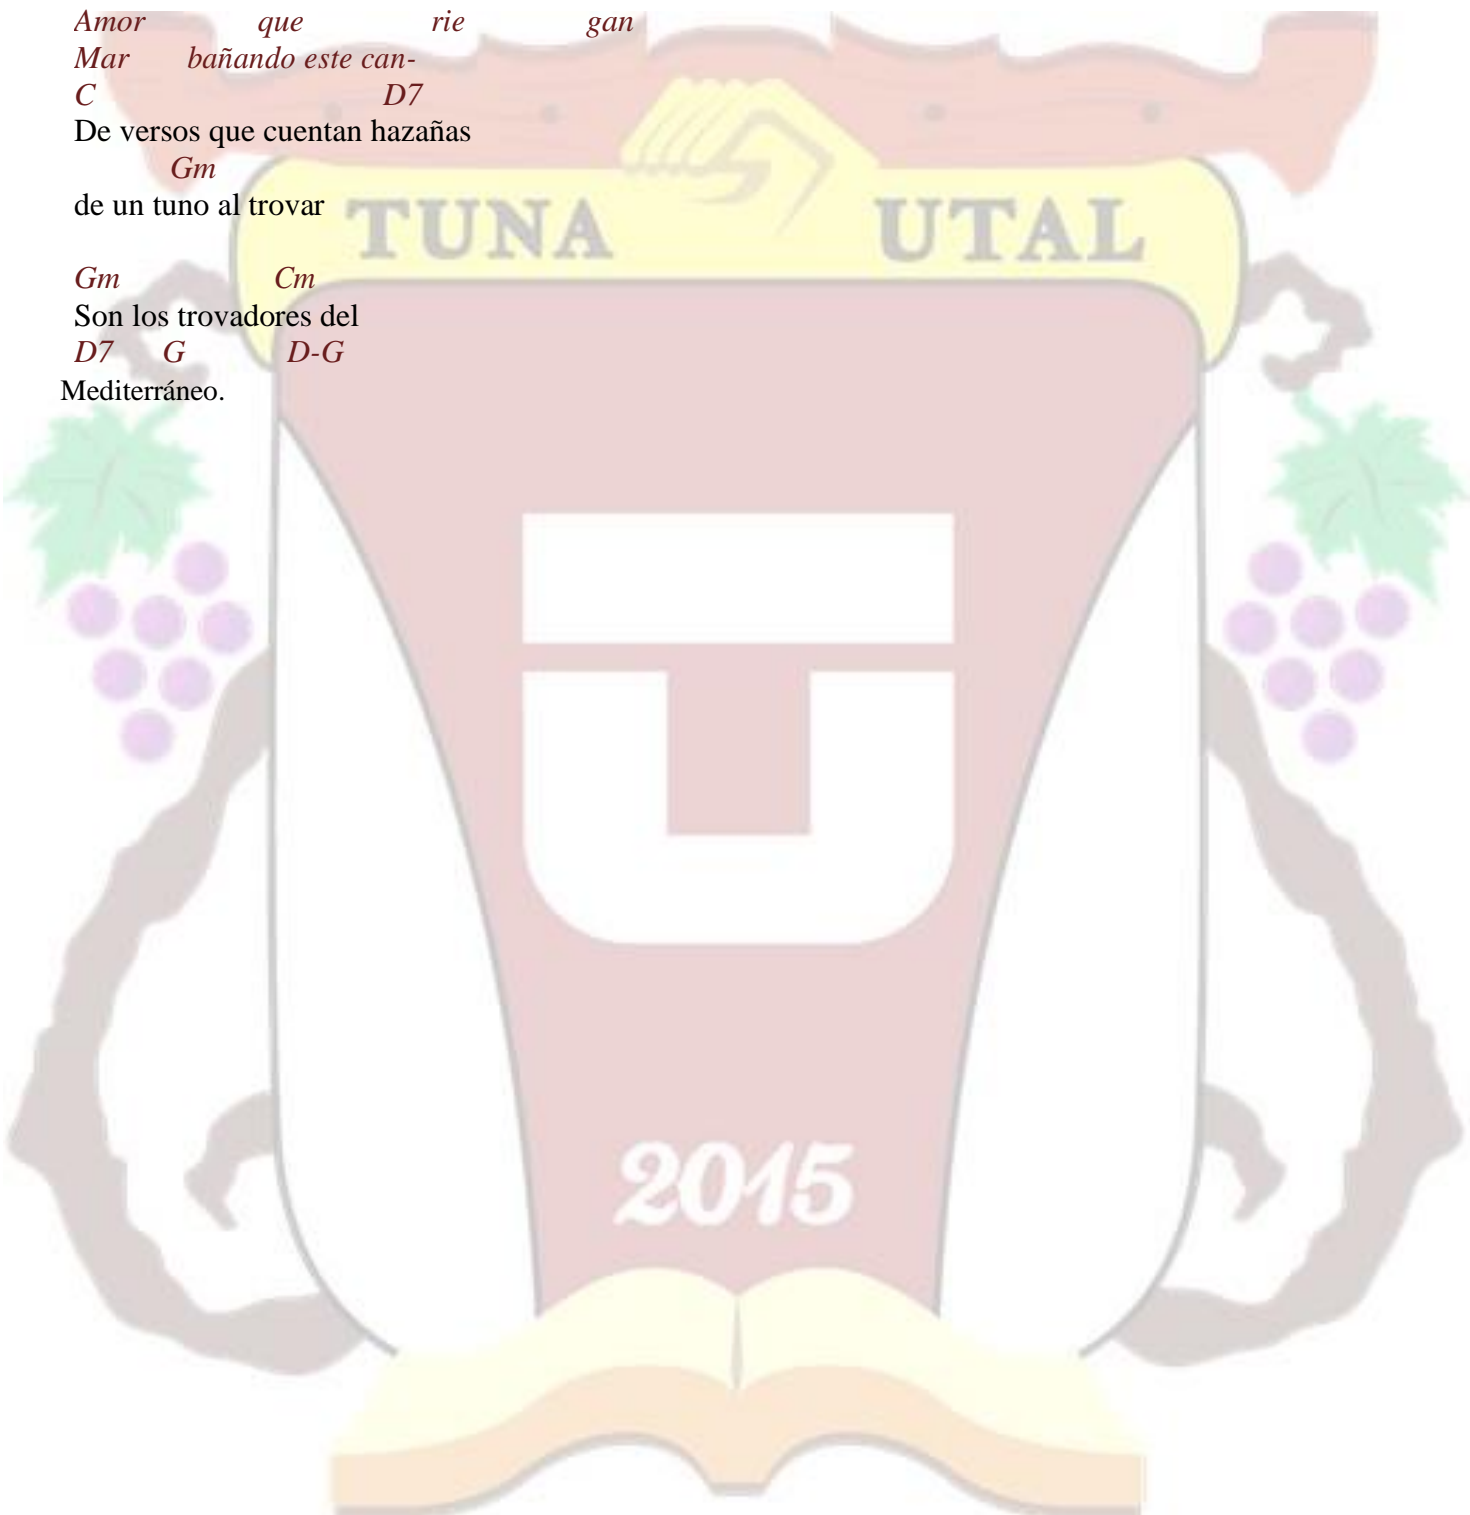 Amor que rie gan
Mar bañando este can-
C D7
De versos que cuentan hazañas
Gm
de un tuno al trovar
Gm Cm
Son los trovadores del
D7 G D-G
Mediterráneo.
TUNA UTAL
2015